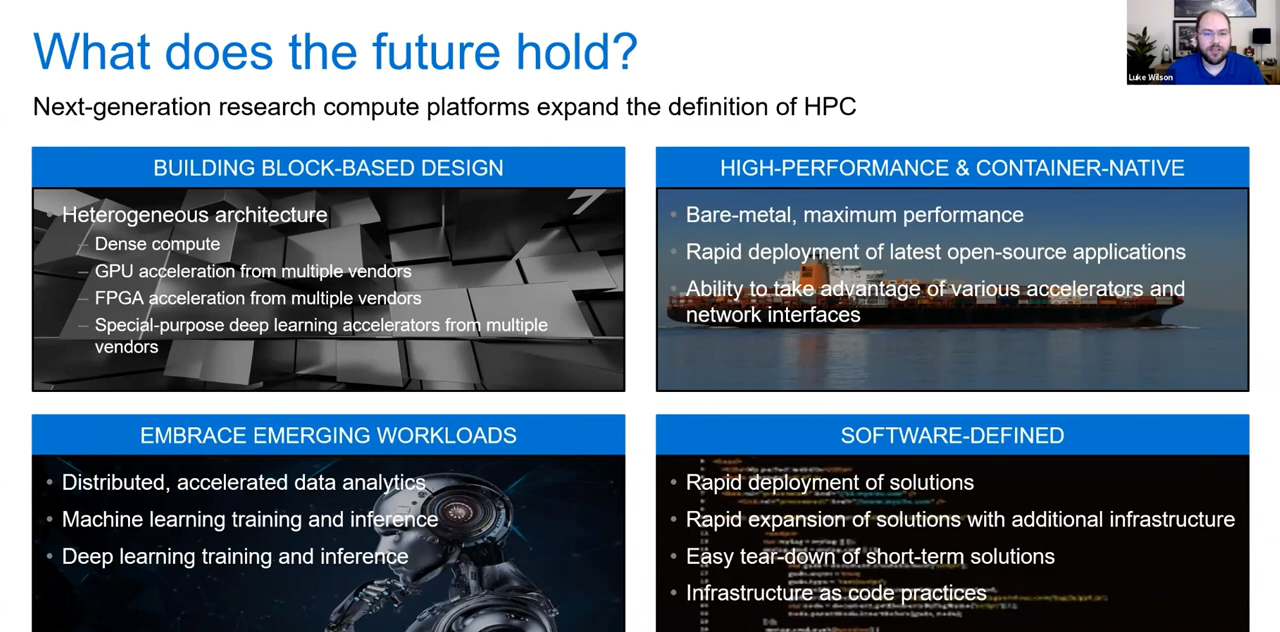 What does the future hold?
Luke Wilson
Next-generation research compute platforms expand the definition of HPC
BUILDING BLOCK-BASED DESIGN
Heterogeneous architecture
– Dense compute
– GPU acceleration from multiple vendors
– FPGA acceleration from multiple vendors
– Special-purpose deep learning accelerators from multiple
vendors
HIGH-PERFORMANCE & CONTAINER-NATIVE
• Bare-metal, maximum performance
• Rapid deployment of latest open-source applications
• Ability to take advantage of various accelerators and
network interfaces
EMBRACE EMERGING WORKLOADS
• Distributed, accelerated data analytics
• Machine learning training and inference
• Deep learning training and inference
SOFTWARE-DEFINED
• Rapid deployment of solutions
• Rapid expansion of solutions with additional infrastructure
• Easy tear-down of short-term solutions
• Infrastructure as code practices